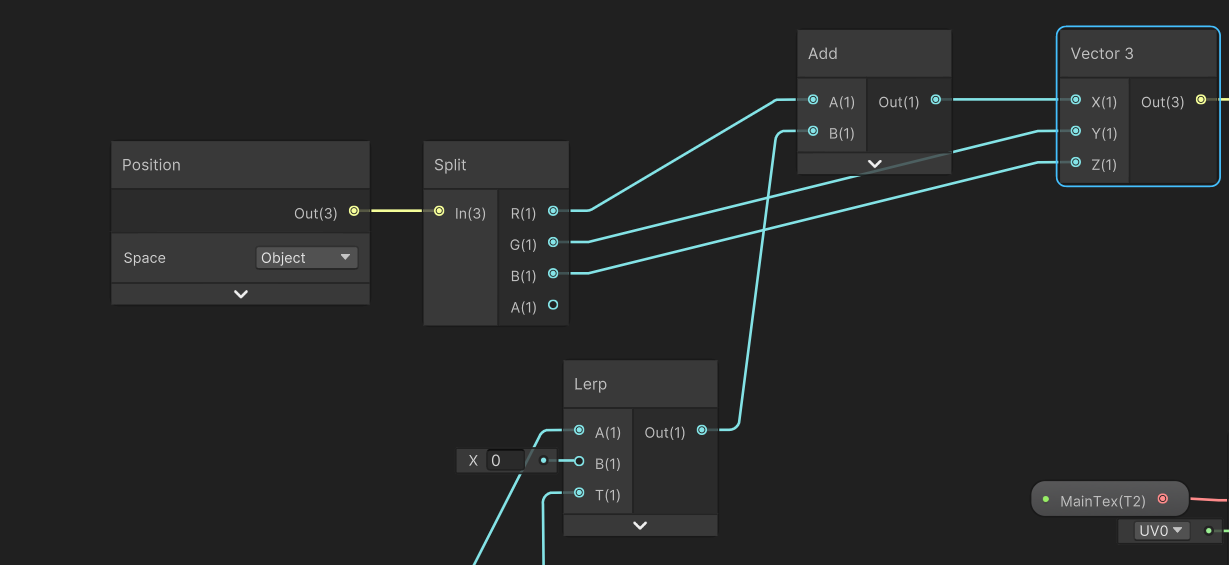 Add
A(1) Out(1)
B(1)
Vector 3
X(1) Out(3)
Y(1)
Z(1)
Position
Out(3)
Space Object
Split
In(3) R(1)
G(1)
B(1)
A(1)
Lerp
A(1) Out(1)
X 0 B(1)
T(1)
MainTex(T2)
UV0